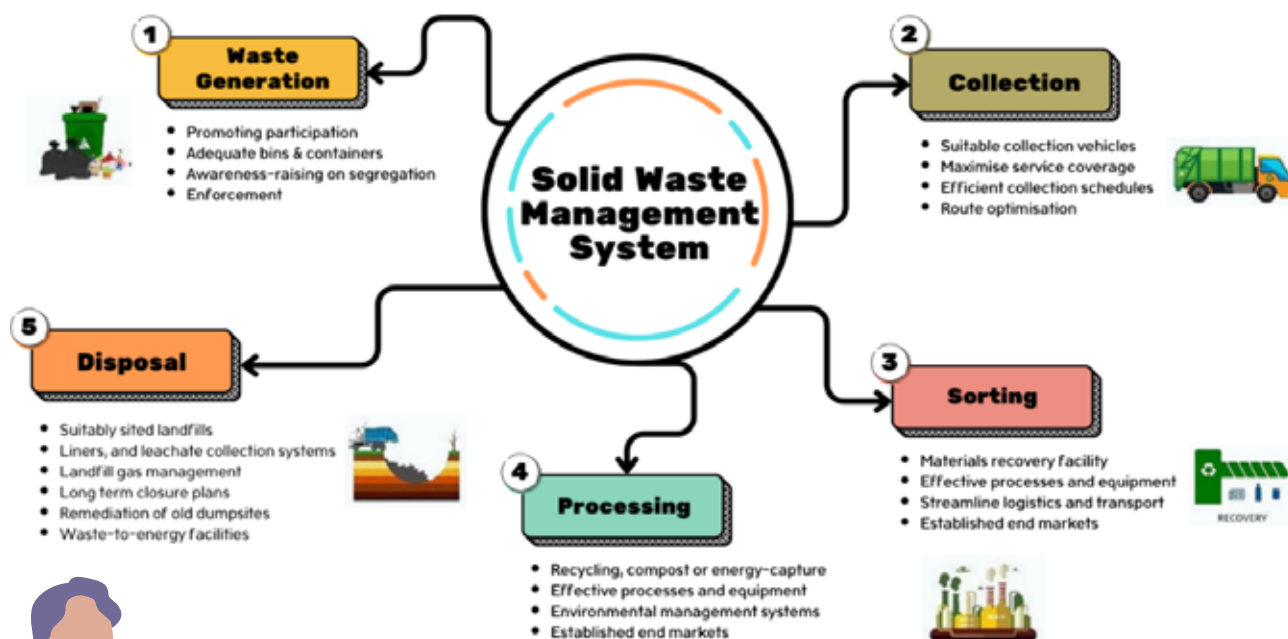 Solid Waste
Management
System
1
Waste
Generation
• Promoting participation
• Adequate bins & containers
• Awareness-raising on segregation
• Enforcement
2
Collection
• Suitable collection vehicles
• Maximise service coverage
• Efficient collection schedules
• Route optimisation
3
Sorting
• Materials recovery facility
• Effective processes and equipment
• Streamline logistics and transport
• Established end markets
RECOVERY
4
Processing
• Recycling, compost or energy-capture
• Effective processes and equipment
• Environmental management systems
• Established end markets
5
Disposal
• Suitably sited landfills
• Liners, and leachate collection systems
• Landfill gas management
• Long term closure plans
• Remediation of old dumpsites
• Waste-to-energy facilities